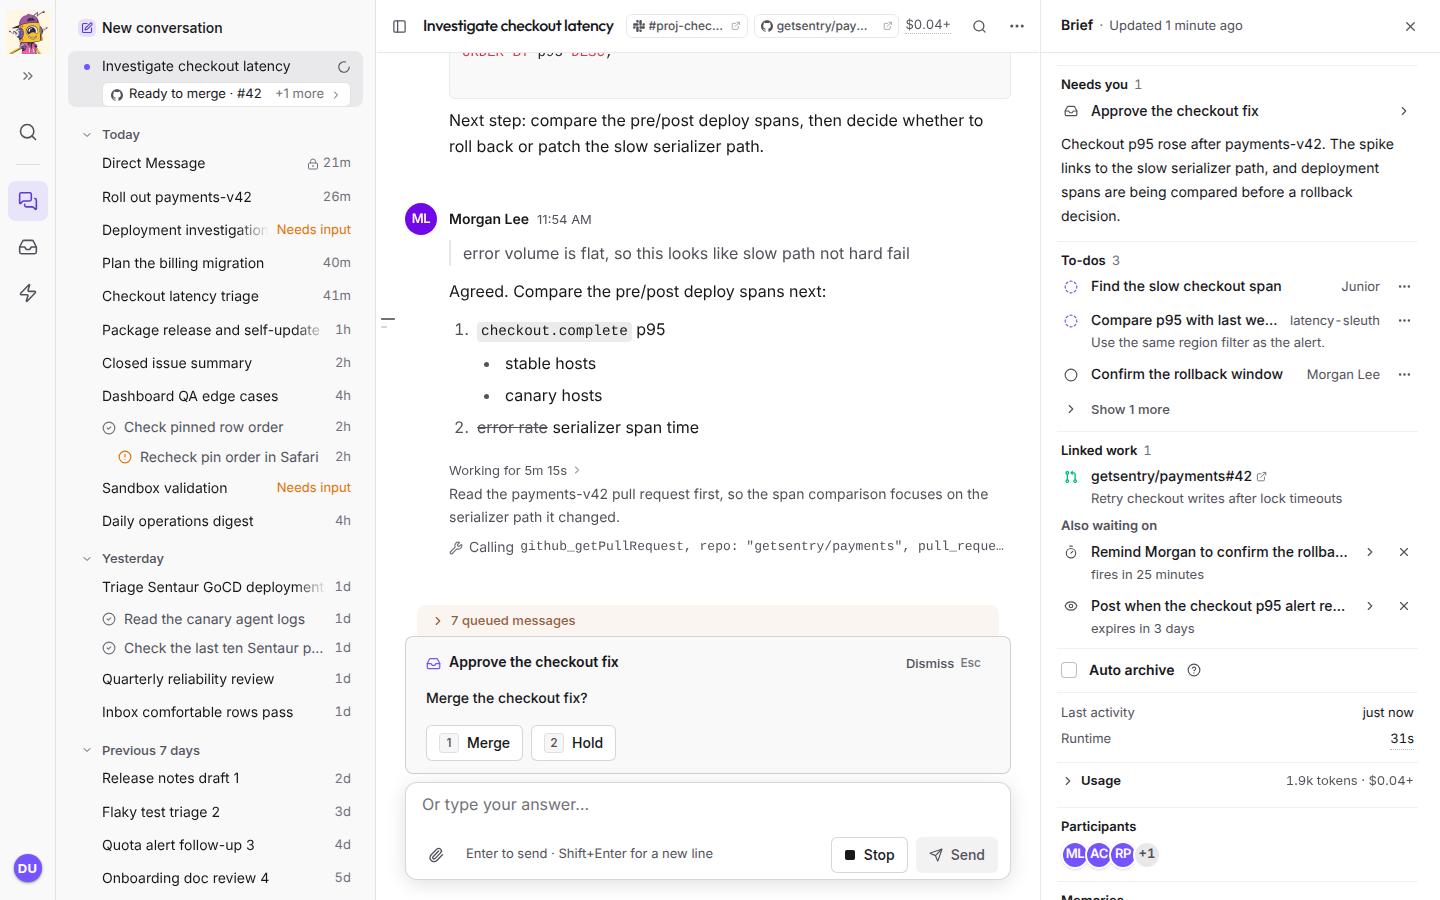 New conversation
Investigate checkout latency
Ready to merge · #42 +1 more
Today
Direct Message 21m
Roll out payments-v42 26m
Deployment investigation Needs input
Plan the billing migration 40m
Checkout latency triage 41m
Package release and self-update 1h
Closed issue summary 2h
Dashboard QA edge cases 4h
Check pinned row order 2h
Recheck pin order in Safari 2h
Sandbox validation Needs input
Daily operations digest 4h
Yesterday
Triage Sentaur GoCD deployment 1d
Read the canary agent logs 1d
Check the last ten Sentaur p... 1d
Quarterly reliability review 1d
Inbox comfortable rows pass 1d
Previous 7 days
Release notes draft 1 2d
Flaky test triage 2 3d
Quota alert follow-up 3 4d
Onboarding doc review 4 5d
DU
Investigate checkout latency #proj-chec... getsentry/pay... $0.04+
ORDER BY p95 DESC;
Next step: compare the pre/post deploy spans, then decide whether to
roll back or patch the slow serializer path.
ML Morgan Lee 11:54 AM
error volume is flat, so this looks like slow path not hard fail
Agreed. Compare the pre/post deploy spans next:
1. checkout.complete p95
• stable hosts
• canary hosts
2. error rate serializer span time
Working for 5m 15s
Read the payments-v42 pull request first, so the span comparison focuses on the
serializer path it changed.
Calling github_getPullRequest, repo: "getsentry/payments", pull_reque...
7 queued messages
Approve the checkout fix Dismiss Esc
Merge the checkout fix?
1 Merge 2 Hold
Or type your answer...
Enter to send · Shift+Enter for a new line Stop Send
Brief · Updated 1 minute ago
Needs you 1
Approve the checkout fix
Checkout p95 rose after payments-v42. The spike
links to the slow serializer path, and deployment
spans are being compared before a rollback
decision.
To-dos 3
Find the slow checkout span Junior
Compare p95 with last we... latency-sleuth
Use the same region filter as the alert.
Confirm the rollback window Morgan Lee
Show 1 more
Linked work 1
getsentry/payments#42
Retry checkout writes after lock timeouts
Also waiting on
Remind Morgan to confirm the rollba...
fires in 25 minutes
Post when the checkout p95 alert re...
expires in 3 days
Auto archive
Last activity just now
Runtime 31s
Usage 1.9k tokens · $0.04+
Participants
ML AC RP +1
Memories